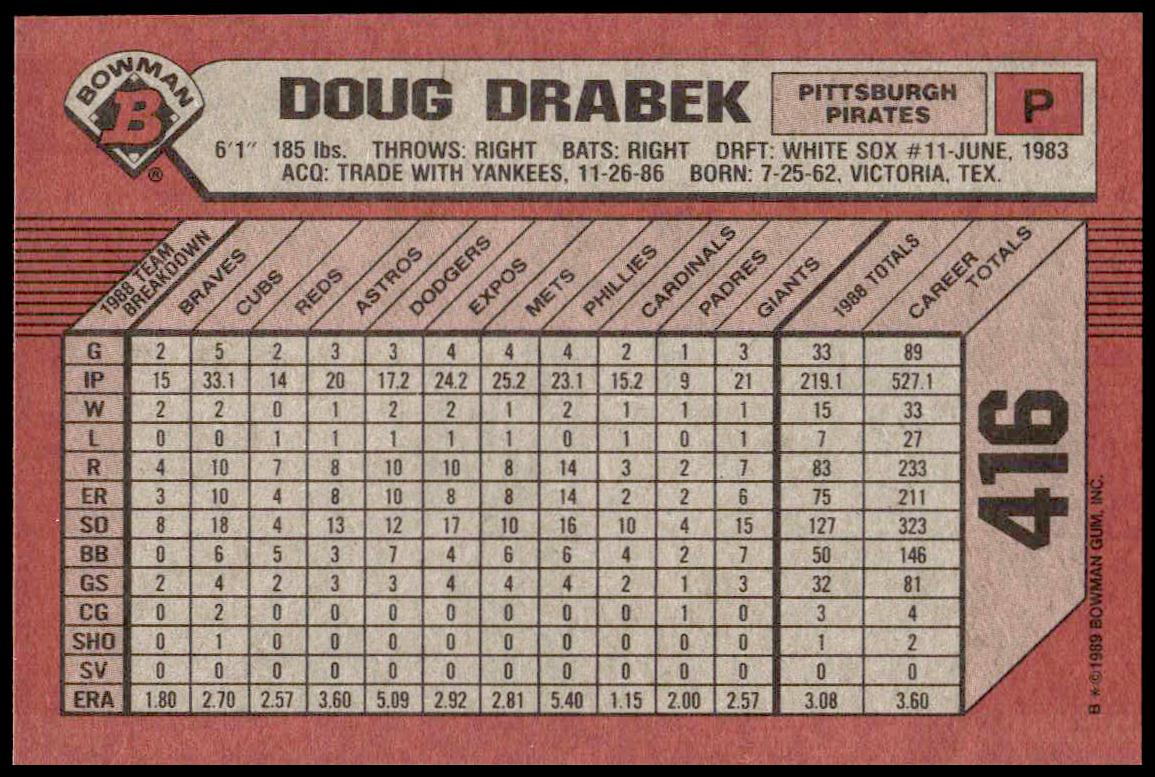 BOWMAN
B
®
DOUG DRABEK
PITTSBURGH
PIRATES
P
6'1" 185 lbs. THROWS: RIGHT BATS: RIGHT DRFT: WHITE SOX #11-JUNE, 1983
ACQ: TRADE WITH YANKEES, 11-26-86 BORN: 7-25-62, VICTORIA, TEX.
1988 TEAM BREAKDOWN BRAVES CUBS REDS ASTROS DODGERS EXPOS METS PHILLIES CARDINALS PADRES GIANTS 1988 TOTALS CAREER TOTALS
G 2 5 2 3 3 4 4 4 2 1 3 33 89
IP 15 33.1 14 20 17.2 24.2 25.2 23.1 15.2 9 21 219.1 527.1
W 2 2 0 1 2 2 1 2 1 1 1 15 33
L 0 0 1 1 1 1 1 0 1 0 1 7 27
R 4 10 7 8 10 10 8 14 3 2 7 83 233
ER 3 10 4 8 10 8 8 14 2 2 6 75 211
SO 8 18 4 13 12 17 10 16 10 4 15 127 323
BB 0 6 5 3 7 4 6 6 4 2 7 50 146
GS 2 4 2 3 3 4 4 4 2 1 3 32 81
CG 0 2 0 0 0 0 0 0 0 1 0 3 4
SHO 0 1 0 0 0 0 0 0 0 0 0 1 2
SV 0 0 0 0 0 0 0 0 0 0 0 0 0
ERA 1.80 2.70 2.57 3.60 5.09 2.92 2.81 5.40 1.15 2.00 2.57 3.08 3.60
416
B *©1989 BOWMAN GUM, INC.